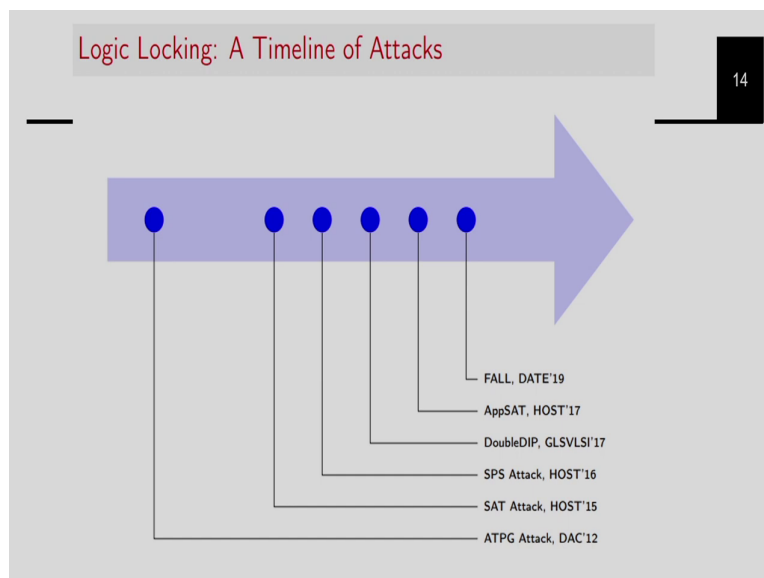 Logic Locking: A Timeline of Attacks
14
FALL, DATE'19
AppSAT, HOST'17
DoubleDIP, GLSVLSI'17
SPS Attack, HOST'16
SAT Attack, HOST'15
ATPG Attack, DAC'12